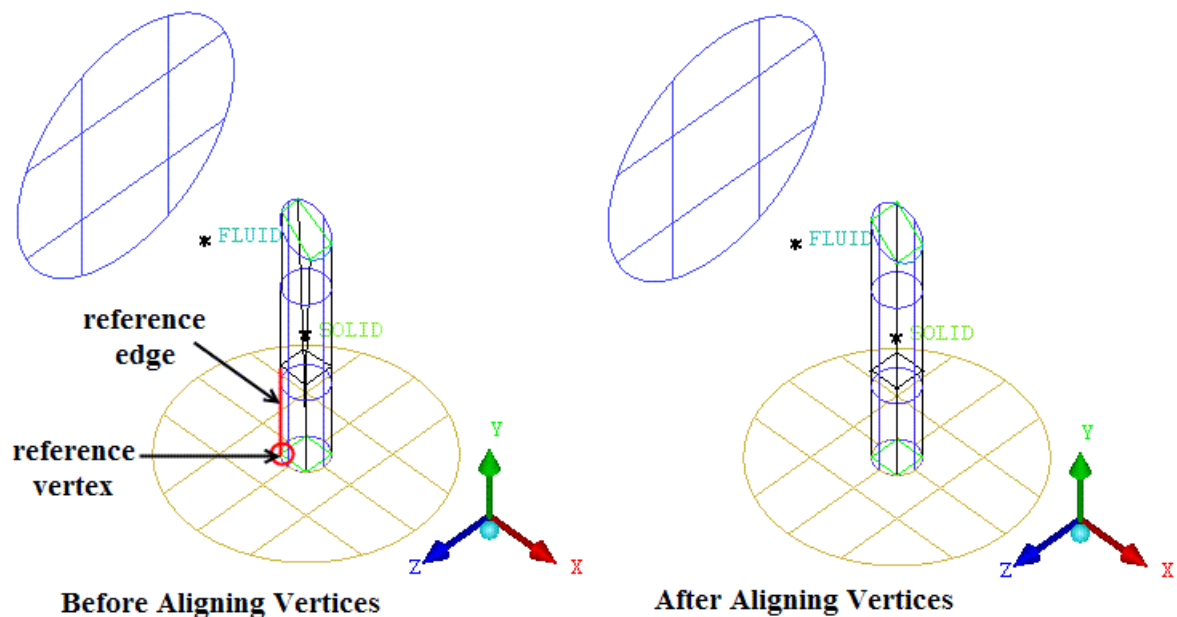 FLUID
SOLID
reference
edge
reference
vertex
Y
Z
X
Before Aligning Vertices
FLUID
SOLID
Y
Z
X
After Aligning Vertices